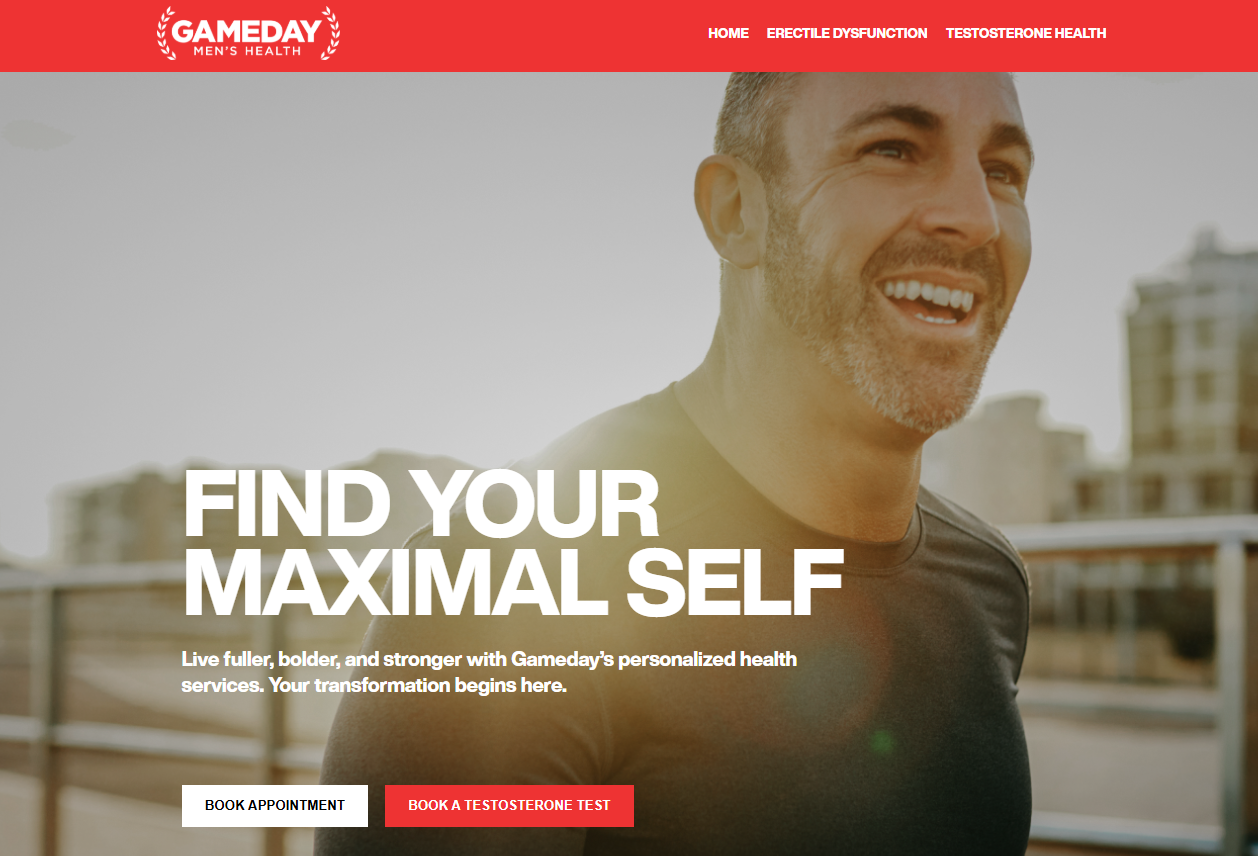 GAMEDAY
MEN'S HEALTH
HOME
ERECTILE DYSFUNCTION
TESTOSTERONE HEALTH
FIND YOUR
MAXIMAL SELF
Live fuller, bolder, and stronger with Gameday’s personalized health
services. Your transformation begins here.
BOOK APPOINTMENT
BOOK A TESTOSTERONE TEST